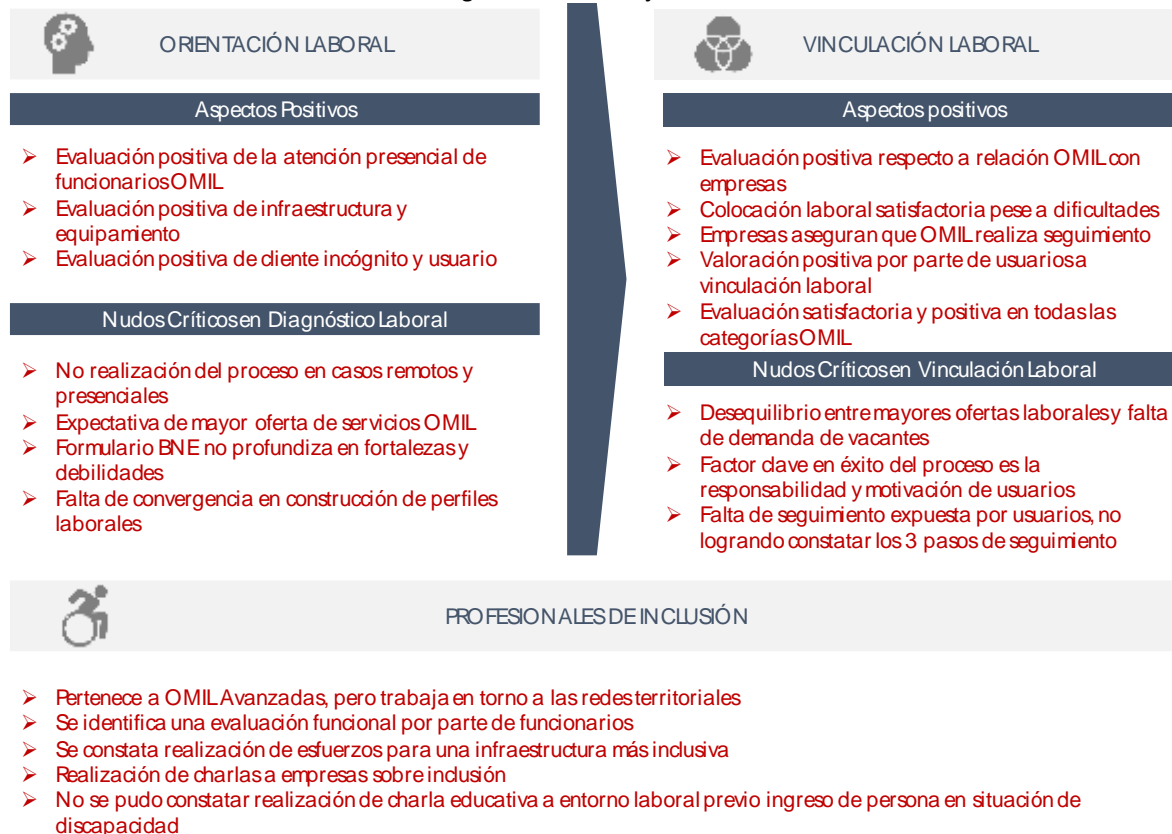 ORIENTACIÓN LABORAL
Aspectos Positivos
➢ Evaluación positiva de la atención presencial de
funcionarios OMIL
➢ Evaluación positiva de infraestructura y
equipamiento
➢ Evaluación positiva de cliente incógnito y usuario
Nudos Críticos en Diagnóstico Laboral
➢ No realización del proceso en casos remotos y
presenciales
➢ Expectativa de mayor oferta de servicios OMIL
➢ Formulario BNE no profundiza en fortalezas y
debilidades
➢ Falta de convergencia en construcción de perfiles
laborales
VINCULACIÓN LABORAL
Aspectos positivos
➢ Evaluación positiva respecto a relación OMIL con
empresas
➢ Colocación laboral satisfactoria pese a dificultades
➢ Empresas aseguran que OMIL realiza seguimiento
➢ Valoración positiva por parte de usuarios a
vinculación laboral
➢ Evaluación satisfactoria y positiva en todas las
categorías OMIL
Nudos Críticos en Vinculación Laboral
➢ Desequilibrio entre mayores ofertas laborales y falta
de demanda de vacantes
➢ Factor clave en éxito del proceso es la
responsabilidad y motivación de usuarios
➢ Falta de seguimiento expuesta por usuarios, no
logrando constatar los 3 pasos de seguimiento
PROFESIONALES DE INCLUSIÓN
➢ Pertenece a OMIL Avanzadas, pero trabaja en torno a las redes territoriales
➢ Se identifica una evaluación funcional por parte de funcionarios
➢ Se constata realización de esfuerzos para una infraestructura más inclusiva
➢ Realización de charlas a empresas sobre inclusión
➢ No se pudo constatar realización de charla educativa a entorno laboral previo ingreso de persona en situación de
discapacidad